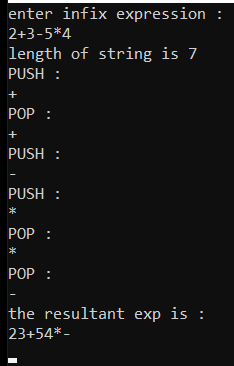 enter infix expression :
2+3-5*4
length of string is 7
PUSH :
+
POP :
+
PUSH :
-
PUSH :
*
POP :
*
POP :
-
the resultant exp is :
23+54*-